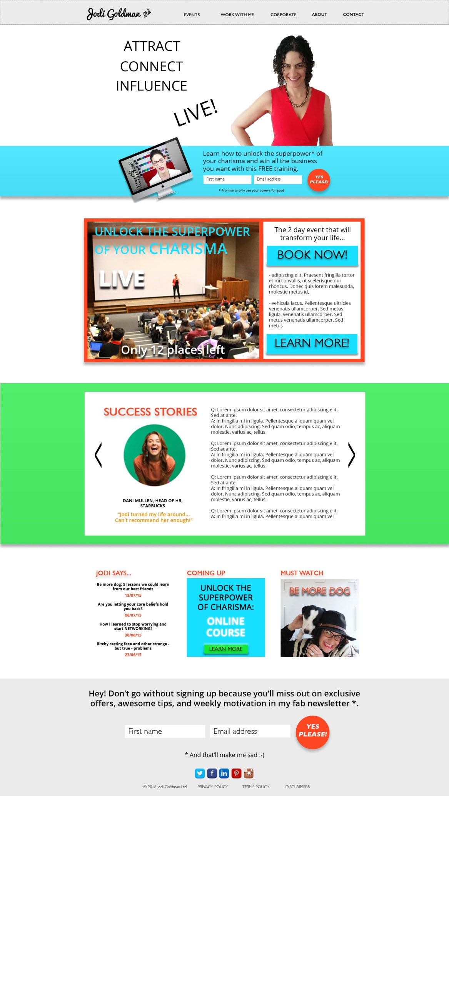 Jodi Goldman Ltd
EVENTS
WORK WITH ME
CORPORATE
ABOUT
CONTACT
ATTRACT
CONNECT
INFLUENCE
LIVE!
Learn how to unlock the superpower* of
your charisma and win all the business
you want with this FREE training.
First name
Email address
YES
PLEASE!
* Promise to only use your powers for good
UNLOCK THE SUPERPOWER
OF YOUR CHARISMA
LIVE
Only 12 places left
The 2 day event that will
transform your life...
BOOK NOW!
- adipiscing elit. Praesent fringilla tortor
et mi convallis, ut scelerisque dui
rhoncus. Donec quis lorem malesuada,
molestie metus id,
- vehicula lacus. Pellentesque ultricies
venenatis ullamcorper. Sed metus
ligula, venenatis ullamcorper. Sed
metus venenatis ullamcorper. Sed
metus
LEARN MORE!
SUCCESS STORIES
DANI MULLEN, HEAD OF HR,
STARBUCKS
“Jodi turned my life around...
Can’t recommend her enough!”
Q: Lorem ipsum dolor sit amet, consectetur adipiscing elit.
Sed at ante.
A: In fringilla mi in ligula. Pellentesque aliquam quam vel
dolor. Nunc adipiscing. Sed quam odio, tempus ac, aliquam
molestie, varius ac, tellus.
Q: Lorem ipsum dolor sit amet, consectetur adipiscing elit.
Sed at ante.
A: In fringilla mi in ligula. Pellentesque aliquam quam vel
dolor. Nunc adipiscing. Sed quam odio, tempus ac, aliquam
molestie, varius ac, tellus.
Q: Lorem ipsum dolor sit amet, consectetur adipiscing elit.
Sed at ante.
A: In fringilla mi in ligula. Pellentesque aliquam quam vel
dolor. Nunc adipiscing. Sed quam odio, tempus ac, aliquam
molestie, varius ac, tellus.
Q: Lorem ipsum dolor sit amet, consectetur adipiscing elit.
A: In fringilla mi in ligula. Pellentesque aliquam quam vel
JODI SAYS...
Be more dog: 5 lessons we could learn
from our best friends
13/07/15
Are you letting your core beliefs hold
you back?
06/07/15
How I learned to stop worrying and
start NETWORKING!
30/06/15
Bitchy resting face and other strange -
but true - problems
23/06/15
COMING UP
UNLOCK THE
SUPERPOWER
OF CHARISMA:
ONLINE
COURSE
LEARN MORE
MUST WATCH
BE MORE DOG
Hey! Don’t go without signing up because you’ll miss out on exclusive
offers, awesome tips, and weekly motivation in my fab newsletter *.
First name
Email address
YES
PLEASE!
* And that’ll make me sad :-(
© 2016 Jodi Goldman Ltd
PRIVACY POLICY
TERMS POLICY
DISCLAIMERS